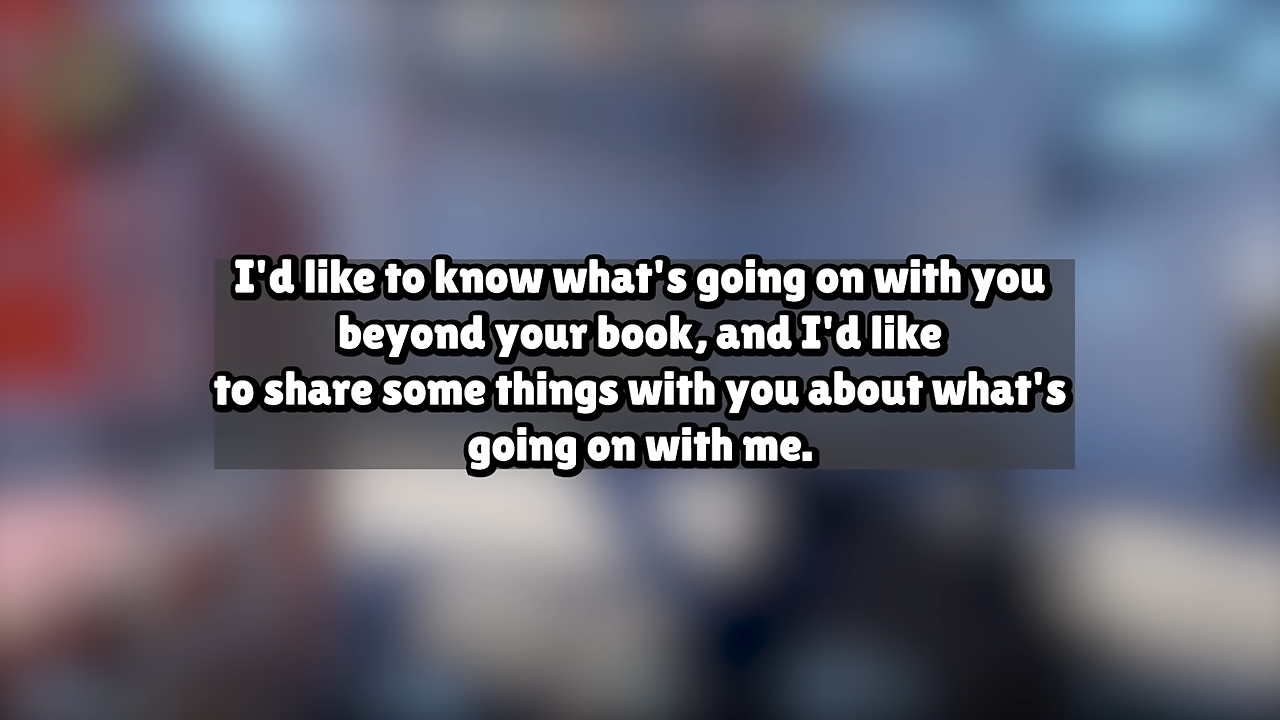 I'd like to know what's going on with you
beyond your book, and I'd like
to share some things with you about what's
going on with me.